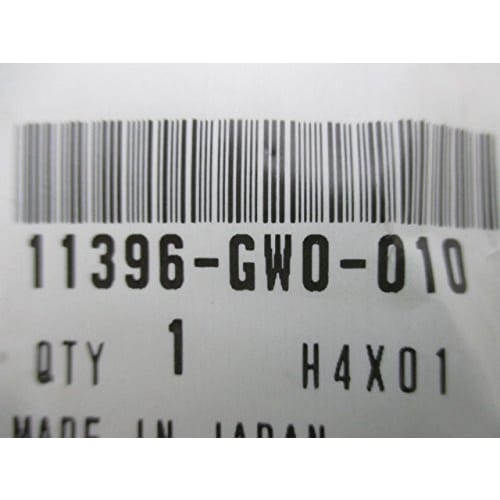 11396-GW0-010
QTY 1 H4X01
MADE IN JAPAN